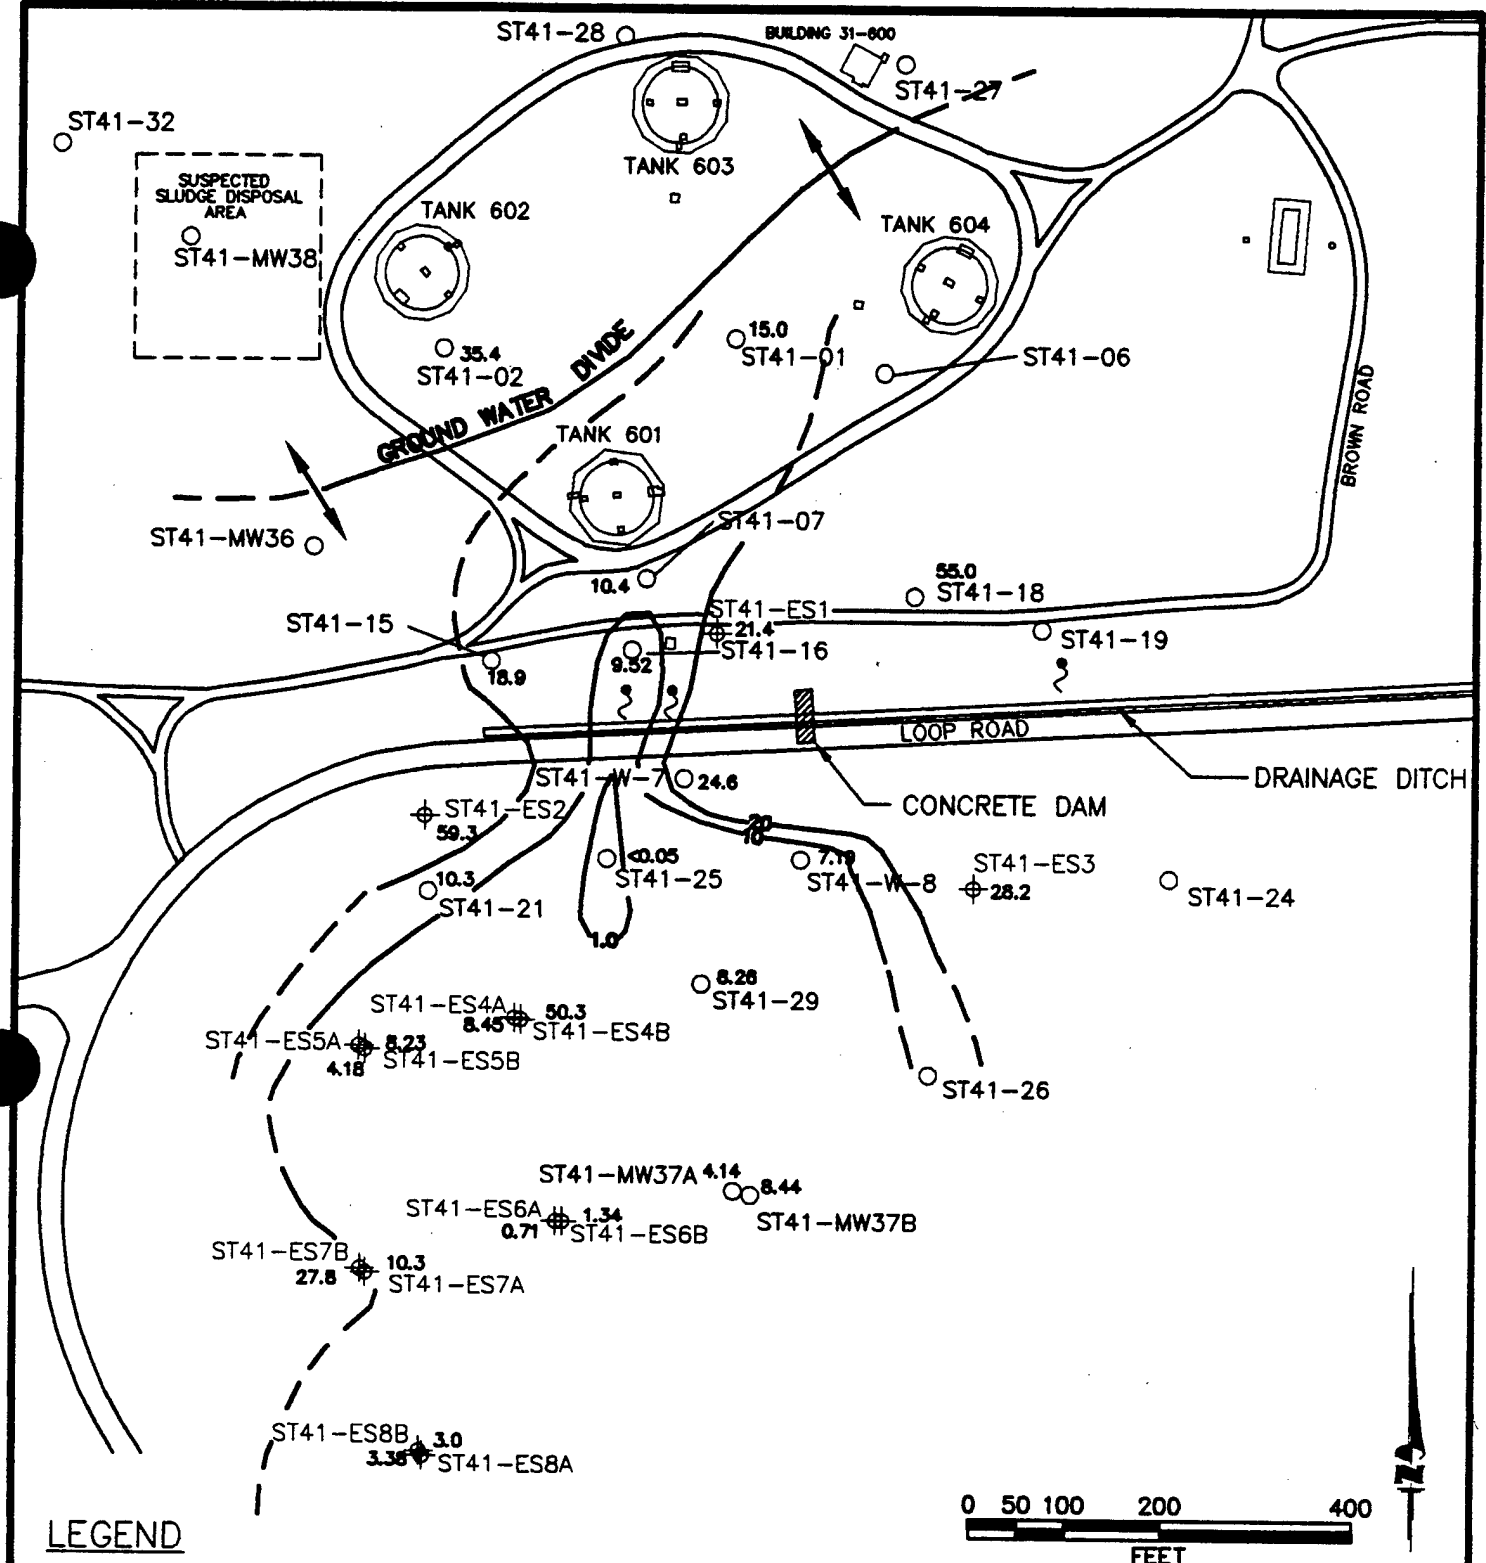 ST41-28
BUILDING 31-600
ST41-27
ST41-32
TANK 603
SUSPECTED
SLUDGE DISPOSAL
AREA
TANK 602
TANK 604
ST41-MW38
15.0
ST41-01
35.4
ST41-02
ST41-06
GROUND WATER DIVIDE
BROWN ROAD
TANK 601
ST41-07
ST41-MW36
10.4
55.0
ST41-18
ST41-ES1
ST41-15
21.4
ST41-19
ST41-16
9.52
18.9
LOOP ROAD
ST41-W-7
24.6
DRAINAGE DITCH
CONCRETE DAM
ST41-ES2
59.3
20
10
<0.05
ST41-25
7.19
ST41-W-8
ST41-ES3
28.2
ST41-24
10.3
ST41-21
1.0
8.26
ST41-29
ST41-ES4A
50.3
8.45
ST41-ES4B
ST41-ES5A
8.23
4.18
ST41-ES5B
ST41-26
ST41-MW37A
4.14
8.44
ST41-MW37B
ST41-ES6A
1.34
0.71
ST41-ES6B
ST41-ES7B
10.3
27.8
ST41-ES7A
ST41-ES8B
3.0
3.38
ST41-ES8A
N
0 50 100 200 400
FEET
LEGEND